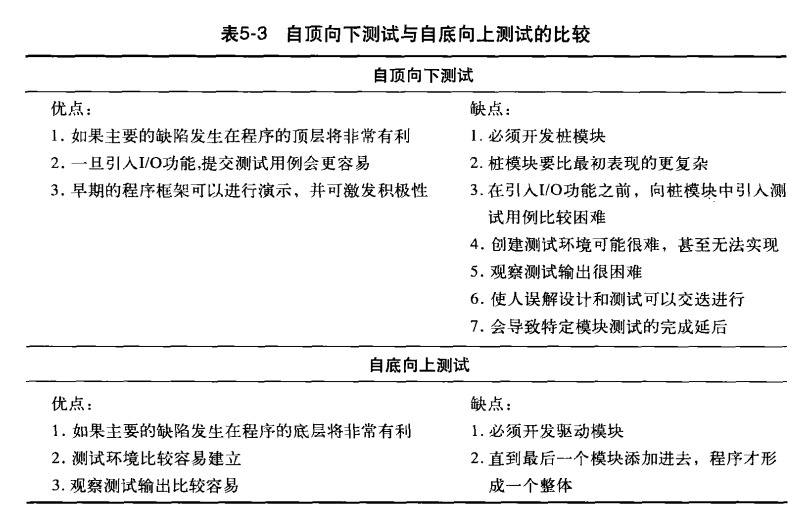 表5-3 自顶向下测试与自底向上测试的比较
自顶向下测试
优点：
1. 如果主要的缺陷发生在程序的顶层将非常有利
2. 一旦引入I/O功能,提交测试用例会更容易
3. 早期的程序框架可以进行演示，并可激发积极性
缺点：
1. 必须开发桩模块
2. 桩模块要比最初表现的更复杂
3. 在引入I/O功能之前，向桩模块中引入测
试用例比较困难
4. 创建测试环境可能很难，甚至无法实现
5. 观察测试输出很困难
6. 使人误解设计和测试可以交迭进行
7. 会导致特定模块测试的完成延后
自底向上测试
优点：
1. 如果主要的缺陷发生在程序的底层将非常有利
2. 测试环境比较容易建立
3. 观察测试输出比较容易
缺点：
1. 必须开发驱动模块
2. 直到最后一个模块添加进去，程序才形
成一个整体